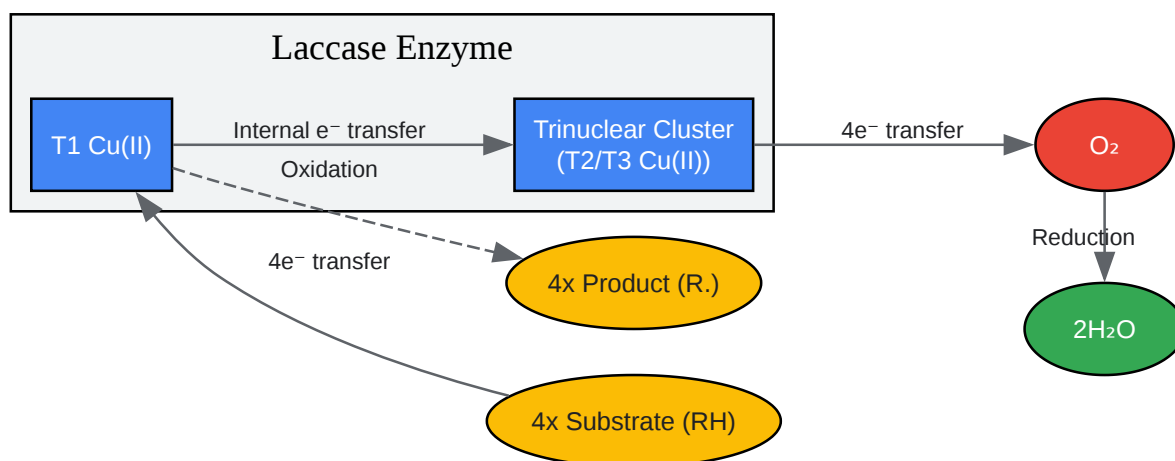 Laccase Enzyme
T1 Cu(II)
Internal e⁻ transfer
Oxidation
Trinuclear Cluster
(T2/T3 Cu(II))
4e⁻ transfer
O₂
Reduction
4e⁻ transfer
4x Product (R.)
2H₂O
4x Substrate (RH)